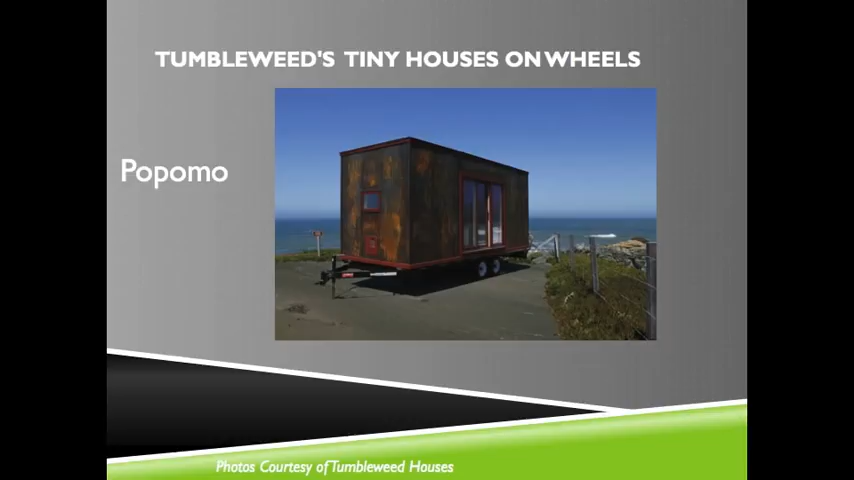 TUMBLEWEED'S TINY HOUSES ON WHEELS
Popomo
Photos Courtesy of Tumbleweed Houses